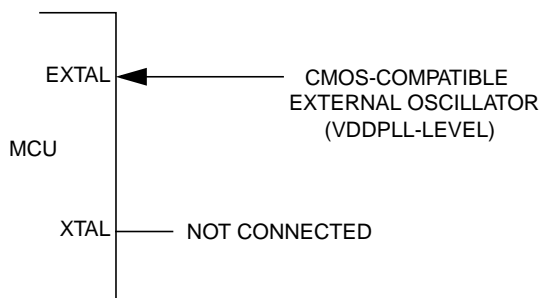 EXTAL
CMOS-COMPATIBLE
EXTERNAL OSCILLATOR
(VDDPLL-LEVEL)
MCU
XTAL
NOT CONNECTED